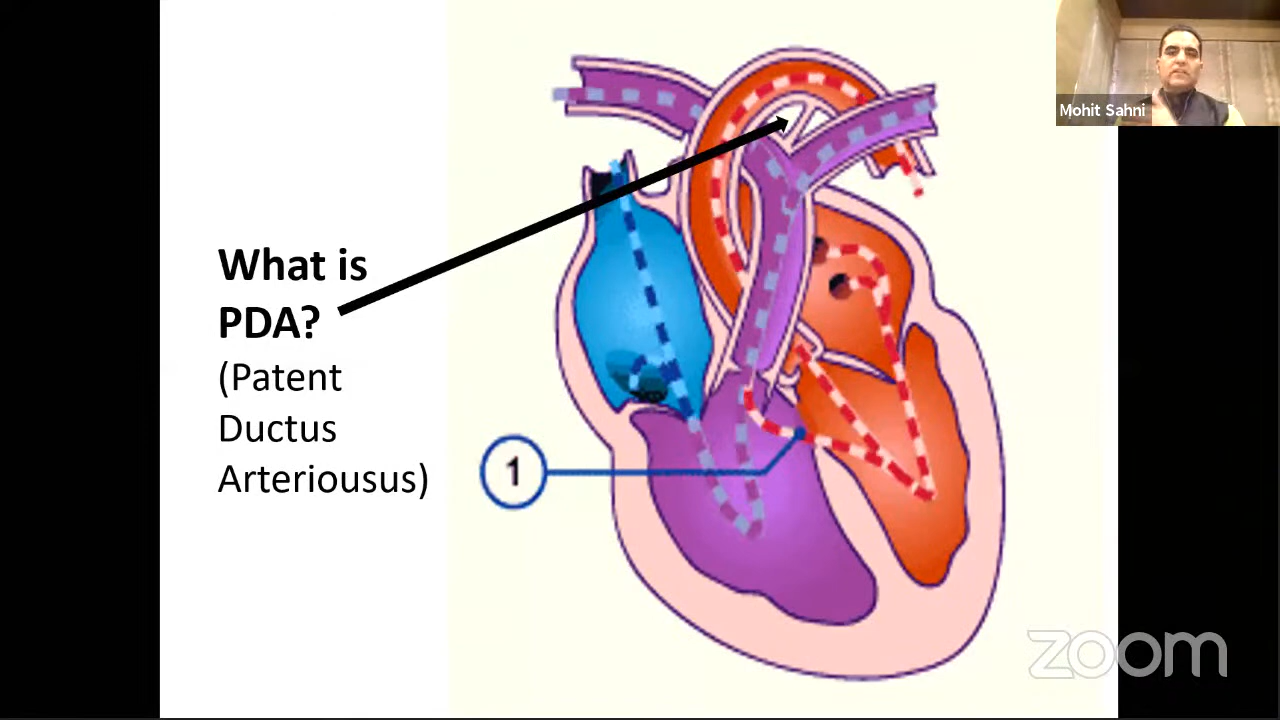 Mohit Sahni
What is
PDA?
(Patent
Ductus
Arteriousus)
1
zoom